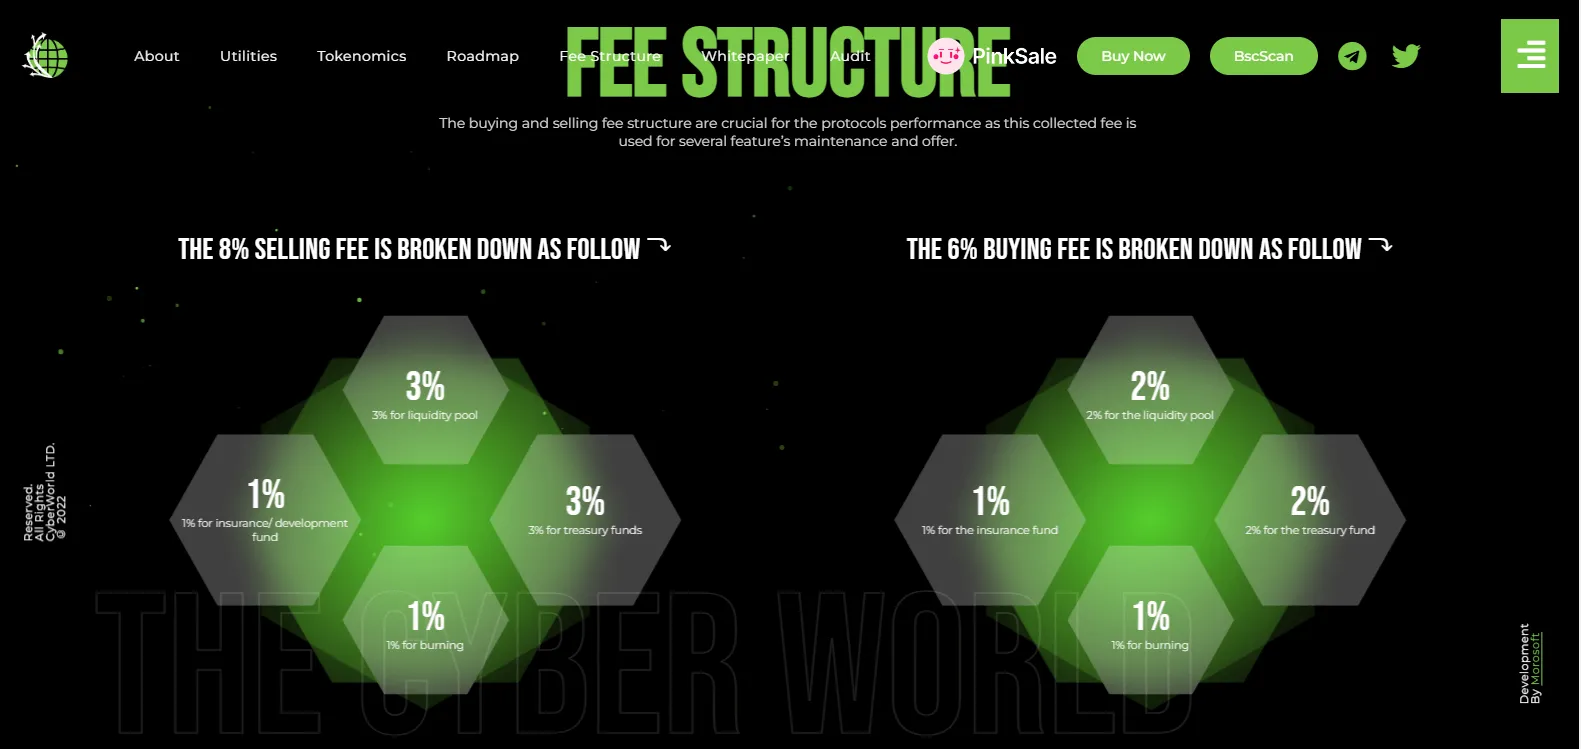 About Utilities Tokenomics Roadmap Fee Structure Whitepaper Audit PinkSale Buy Now BscScan
FEE STRUCTURE
The buying and selling fee structure are crucial for the protocols performance as this collected fee is
used for several feature's maintenance and offer.
THE 8% SELLING FEE IS BROKEN DOWN AS FOLLOW
3%
3% for liquidity pool
1%
1% for insurance/ development
fund
3%
3% for treasury funds
1%
1% for burning
THE 6% BUYING FEE IS BROKEN DOWN AS FOLLOW
2%
2% for the liquidity pool
1%
1% for the insurance fund
2%
2% for the treasury fund
1%
1% for burning
THE CYBER WORLD
Reserved.
All Rights
CyberWorld LTD.
© 2022
Development
By Morosoft